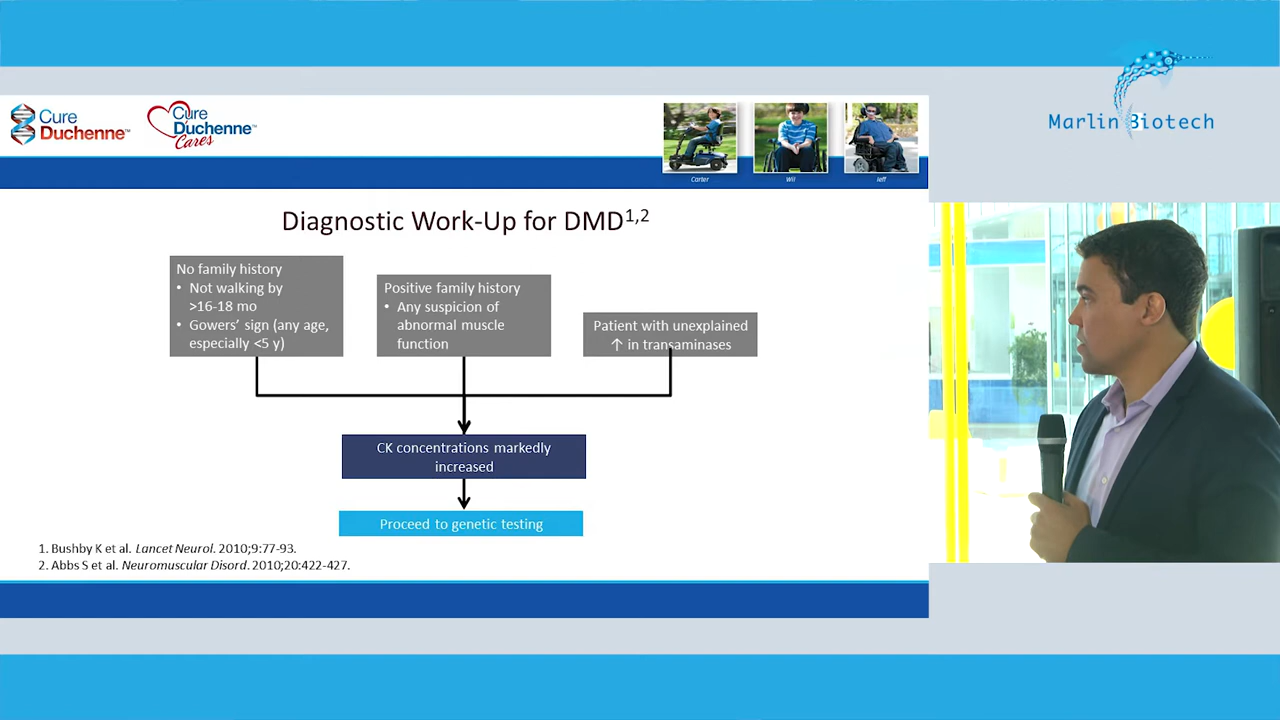 Marlin Biotech
Cure
Duchenne™
Cure
Duchenne™
Cares
Carter
Wil
Jeff
Diagnostic Work-Up for DMD1,2
No family history
• Not walking by
>16-18 mo
• Gowers’ sign (any age,
especially <5 y)
Positive family history
• Any suspicion of
abnormal muscle
function
Patient with unexplained
↑ in transaminases
CK concentrations markedly
increased
Proceed to genetic testing
1. Bushby K et al. Lancet Neurol. 2010;9:77-93.
2. Abbs S et al. Neuromuscular Disord. 2010;20:422-427.